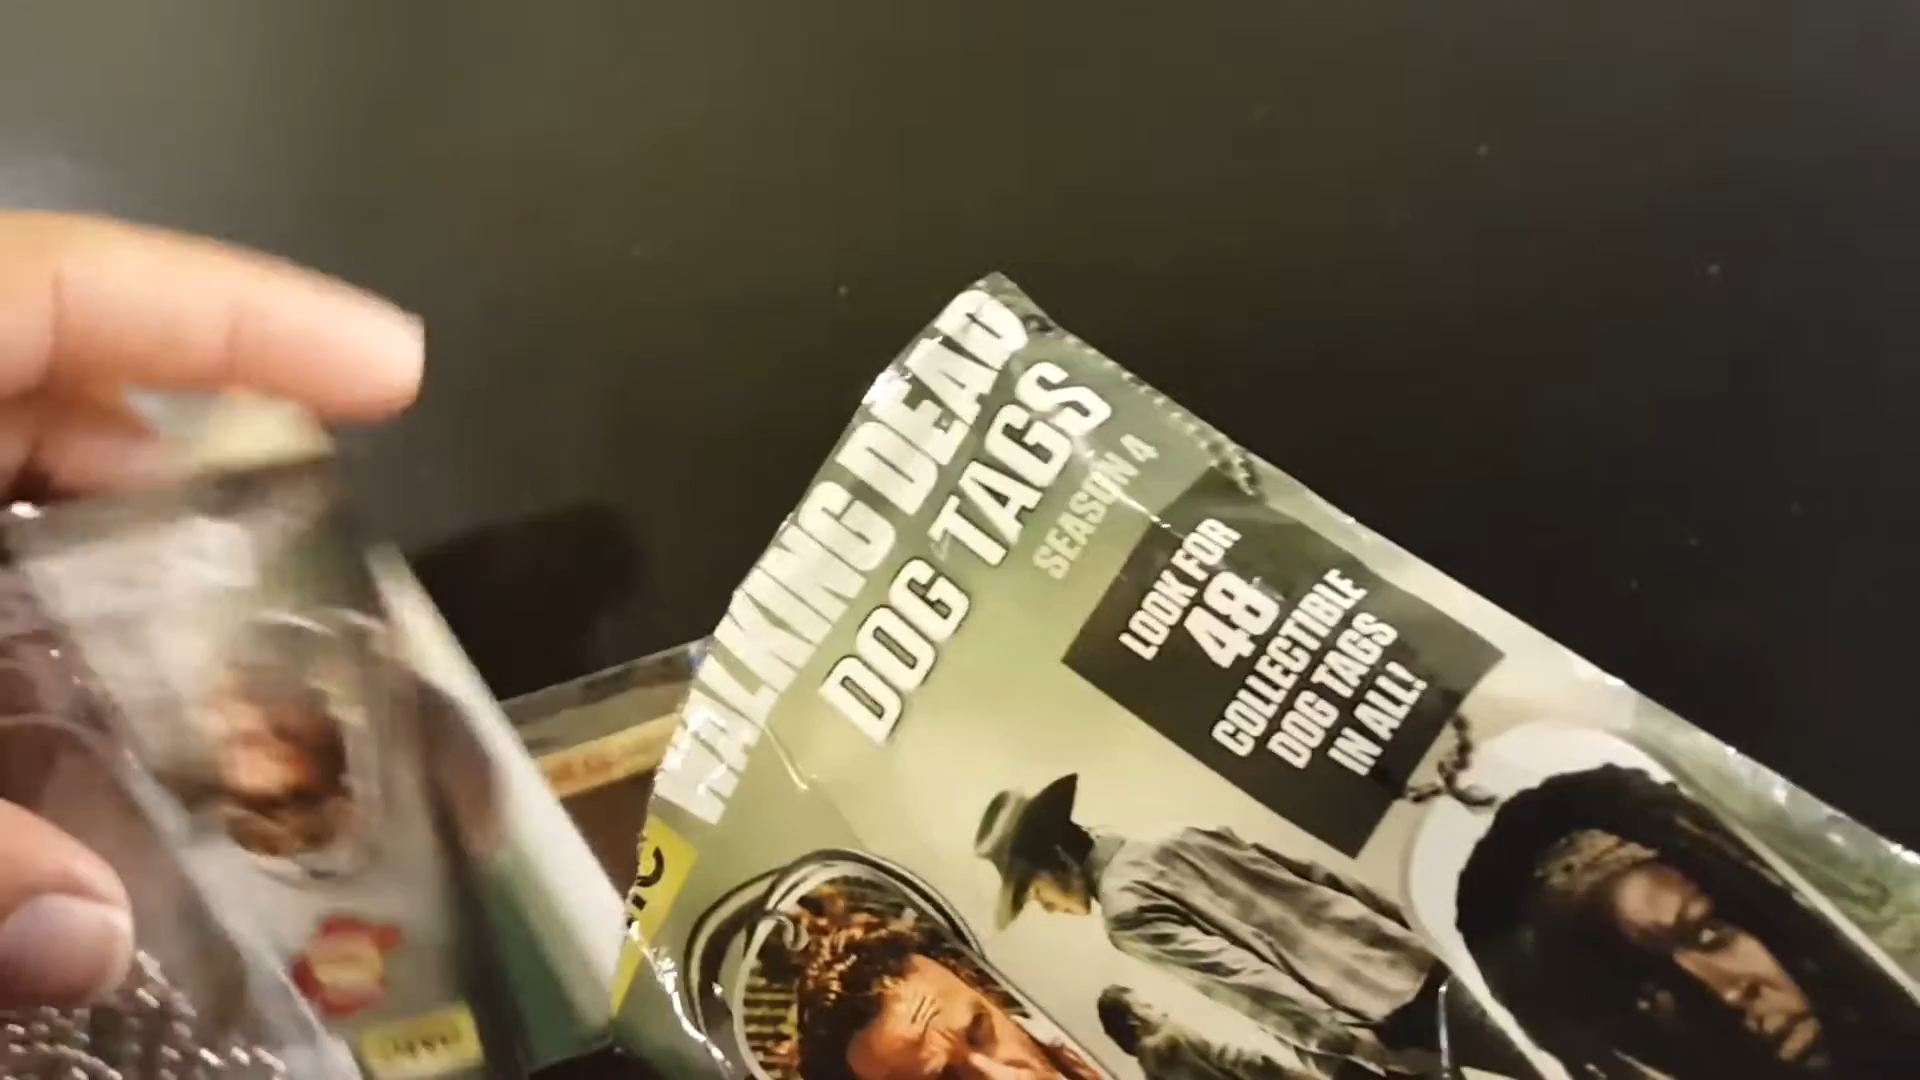 WALKING DEAD
DOG TAGS
SEASON 4
LOOK FOR
48
COLLECTIBLE
DOG TAGS
IN ALL!